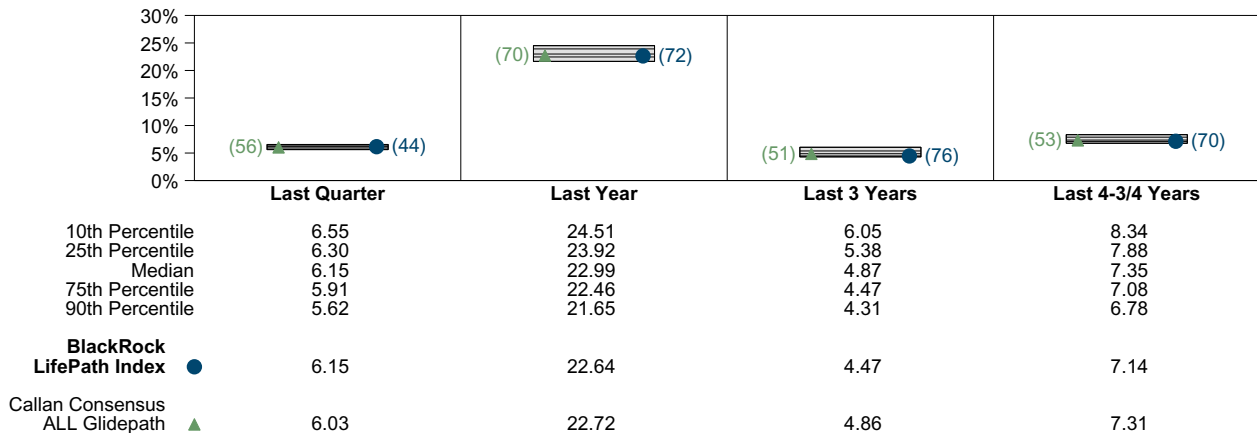 30%
25%
20%
15%
10%
5%
0%
(56) (44)
(70) (72)
(51) (76)
(53) (70)
Last Quarter Last Year Last 3 Years Last 4-3/4 Years
10th Percentile 6.55 24.51 6.05 8.34
25th Percentile 6.30 23.92 5.38 7.88
Median 6.15 22.99 4.87 7.35
75th Percentile 5.91 22.46 4.47 7.08
90th Percentile 5.62 21.65 4.31 6.78
BlackRock
LifePath Index 6.15 22.64 4.47 7.14
Callan Consensus
ALL Glidepath 6.03 22.72 4.86 7.31